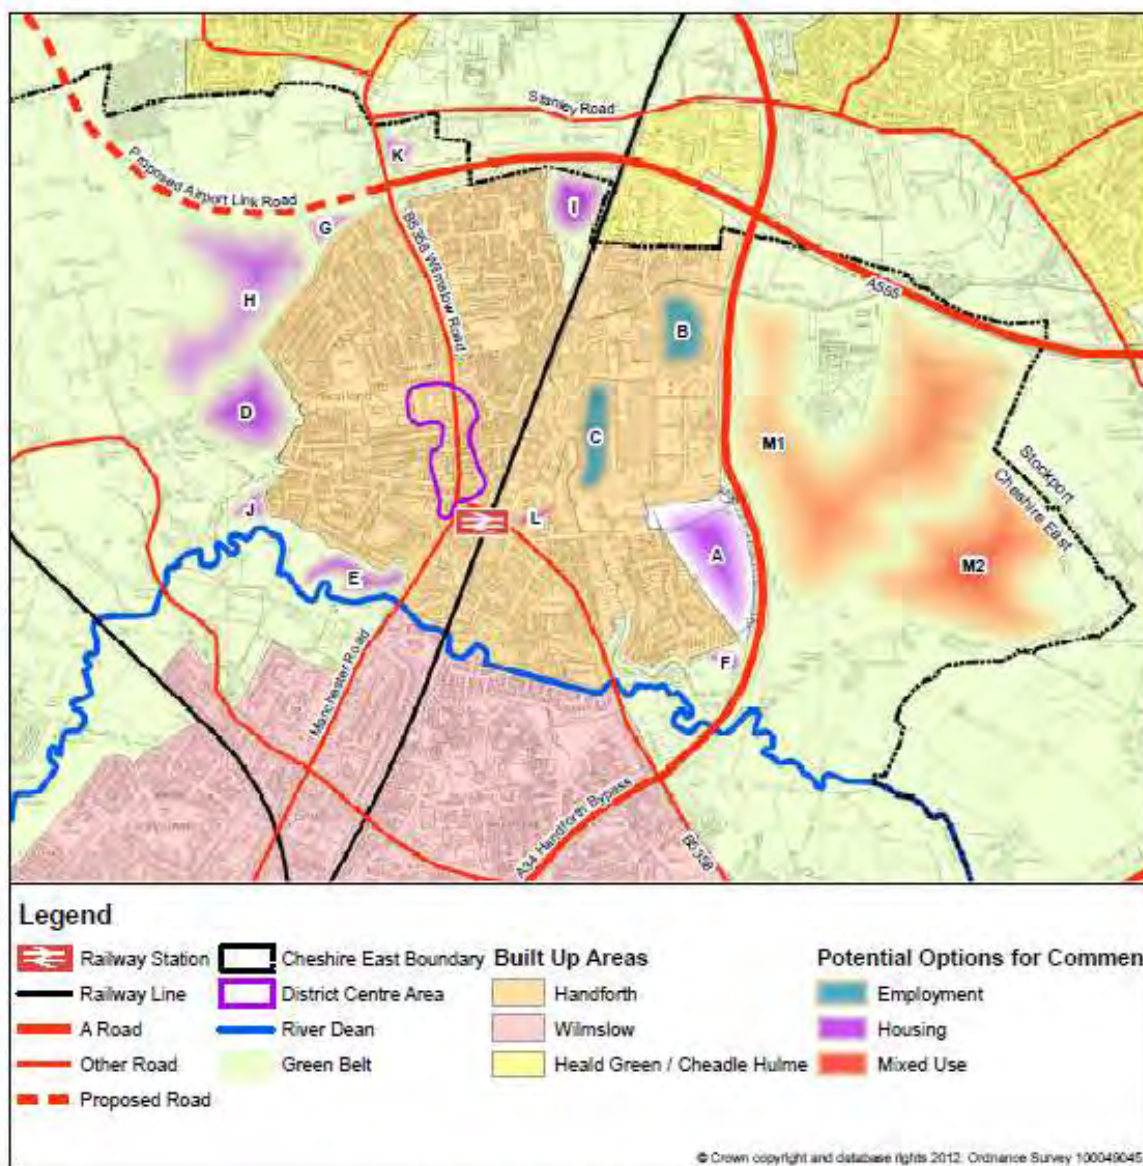 Stanley Road
K
Proposed Airport Link Road
I
G
B5358 Wilmslow Road
H
A555
B
D
C
M1
Stockport
Cheshire East
J
L
A
M2
E
F
Manchester Road
A34 Handforth Bypass
B5358
Legend
Railway Station
Railway Line
A Road
Other Road
Proposed Road
Cheshire East Boundary
District Centre Area
River Dean
Green Belt
Built Up Areas
Handforth
Wilmslow
Heald Green / Cheadle Hulme
Potential Options for Commen
Employment
Housing
Mixed Use
© Crown copyright and database rights 2012. Ordnance Survey 100049045